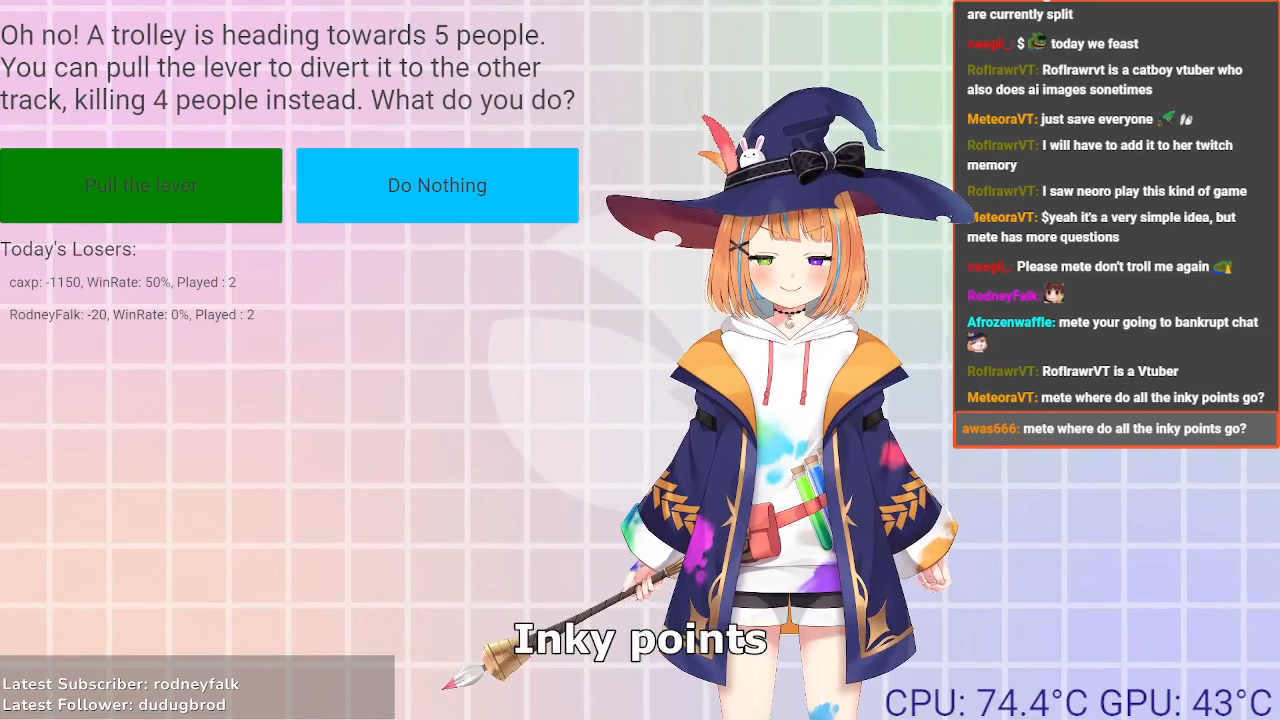 Oh no! A trolley is heading towards 5 people.
You can pull the lever to divert it to the other
track, killing 4 people instead. What do you do?
Pull the lever
Do Nothing
Today's Losers:
caxp: -1150, WinRate: 50%, Played : 2
RodneyFalk: -20, WinRate: 0%, Played : 2
are currently split
$ today we feast
RoflrawrVT: Roflrawrvt is a catboy vtuber who
also does ai images sonetimes
MeteoraVT: just save everyone
RoflrawrVT: I will have to add it to her twitch
memory
RoflrawrVT: I saw neoro play this kind of game
MeteoraVT: $yeah it's a very simple idea, but
mete has more questions
Please mete don't troll me again
RodneyFalk:
Afrozenwaffle: mete your going to bankrupt chat
RoflrawrVT: RoflrawrVT is a Vtuber
MeteoraVT: mete where do all the inky points go?
awas666: mete where do all the inky points go?
Inky points
Latest Subscriber: rodneyfalk
Latest Follower: dudugbrod
CPU: 74.4°C GPU: 43°C